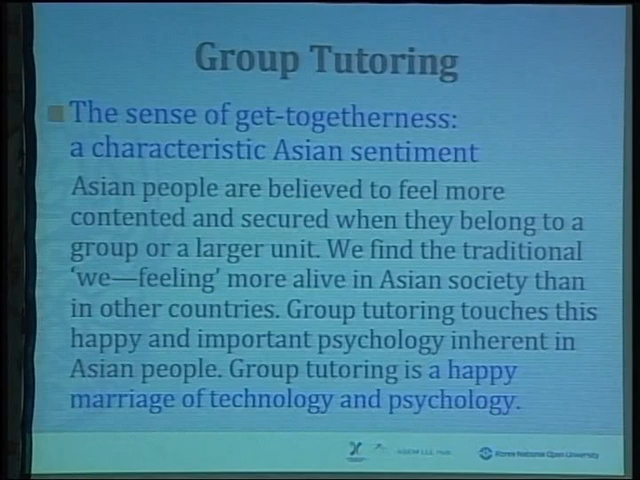 Group Tutoring
The sense of get-togetherness:
a characteristic Asian sentiment
Asian people are believed to feel more
contented and secured when they belong to a
group or a larger unit. We find the traditional
‘we—feeling’ more alive in Asian society than
in other countries. Group tutoring touches this
happy and important psychology inherent in
Asian people. Group tutoring is a happy
marriage of technology and psychology.
Korea National Open University